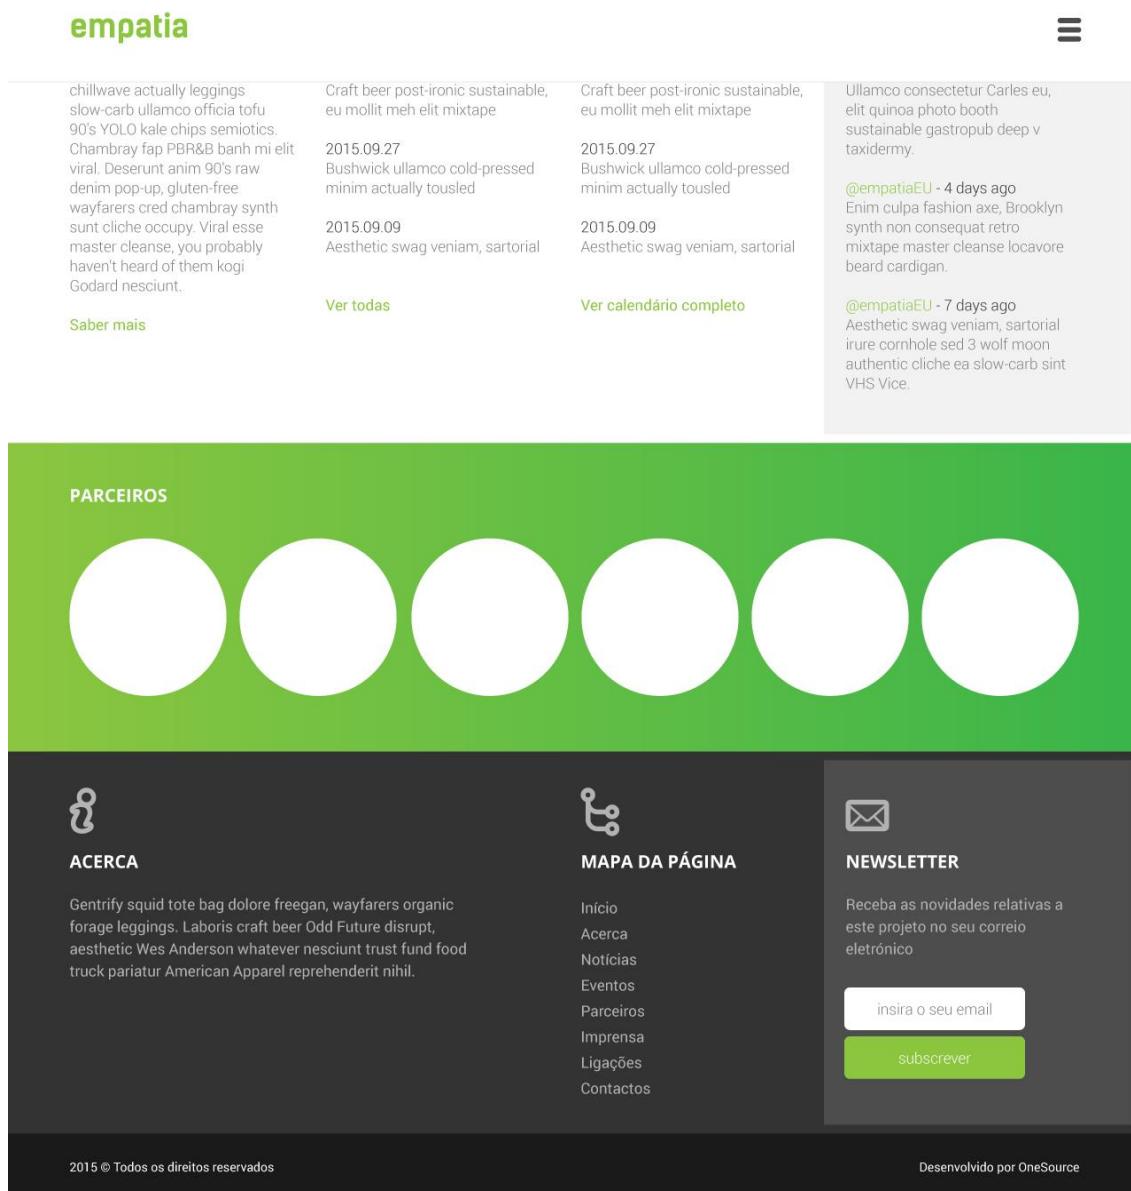 empatia
chillwave actually leggings
slow-carb ullamco officia tofu
90's YOLO kale chips semiotics.
Chambray fap PBR&B banh mi elit
viral. Deserunt anim 90's raw
denim pop-up, gluten-free
wayfarers cred chambray synth
sunt cliche occupy. Viral esse
master cleanse, you probably
haven't heard of them kogi
Godard nesciunt.
Saber mais
Craft beer post-ironic sustainable,
eu mollit meh elit mixtape
2015.09.27
Bushwick ullamco cold-pressed
minim actually tousled
2015.09.09
Aesthetic swag veniam, sartorial
Ver todas
Craft beer post-ironic sustainable,
eu mollit meh elit mixtape
2015.09.27
Bushwick ullamco cold-pressed
minim actually tousled
2015.09.09
Aesthetic swag veniam, sartorial
Ver calendário completo
Ullamco consectetur Carles eu,
elit quinoa photo booth
sustainable gastropub deep v
taxidermy.
@empatiaEU - 4 days ago
Enim culpa fashion axe, Brooklyn
synth non consequat retro
mixtape master cleanse locavore
beard cardigan.
@empatiaEU - 7 days ago
Aesthetic swag veniam, sartorial
irure cornhole sed 3 wolf moon
authentic cliche ea slow-carb sint
VHS Vice.
PARCEIROS
ACERCA
Gentrify squid tote bag dolore freegan, wayfarers organic
forage leggings. Laboris craft beer Odd Future disrupt,
aesthetic Wes Anderson whatever nesciunt trust fund food
truck pariatur American Apparel reprehenderit nihil.
MAPA DA PÁGINA
Início
Acerca
Notícias
Eventos
Parceiros
Imprensa
Ligações
Contactos
NEWSLETTER
Receba as novidades relativas a
este projeto no seu correio
eletrónico
insira o seu email
subscrever
2015 © Todos os direitos reservados
Desenvolvido por OneSource